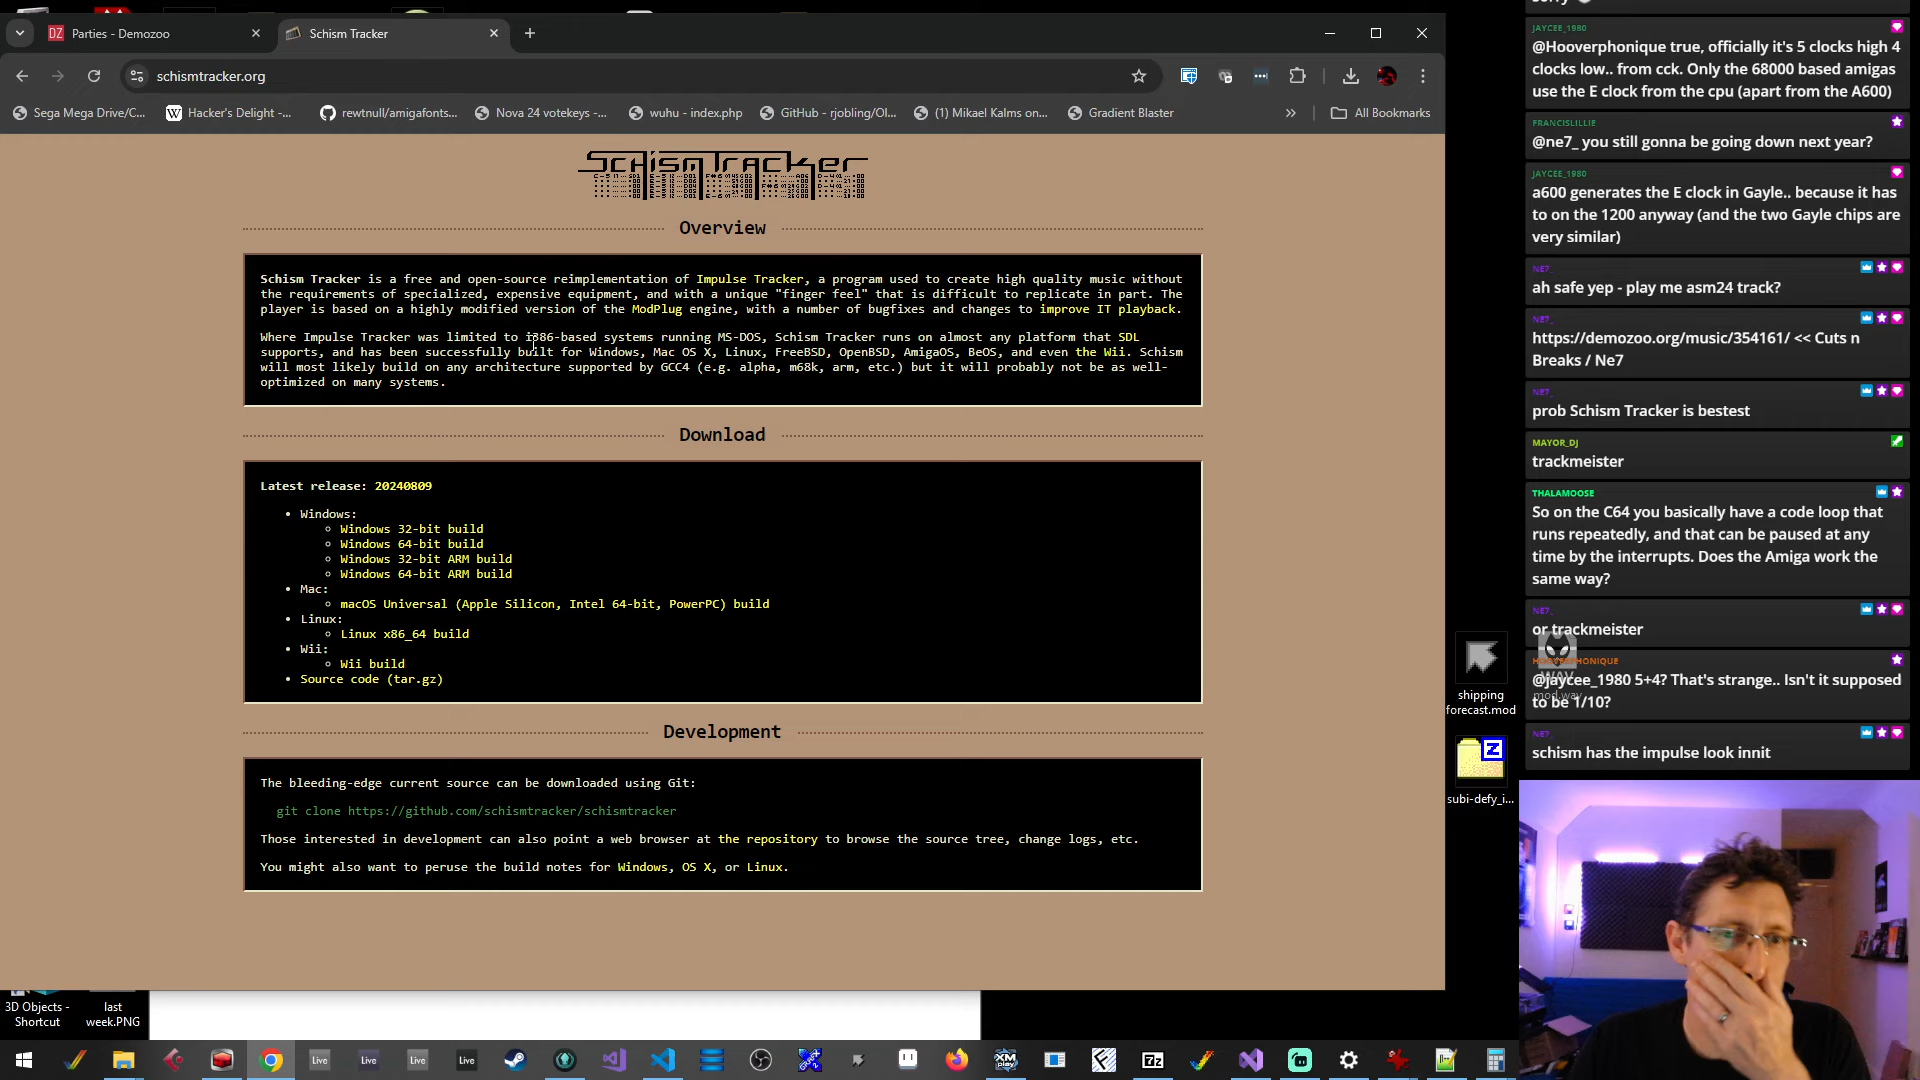 Parties - Demozoo
Schism Tracker
schismtracker.org
Sega Mega Drive/C...
Hacker's Delight -...
rewtnull/amigafonts...
Nova 24 votekeys -...
wuhu - index.php
GitHub - rjobling/Ol...
(1) Mikael Kalms on...
Gradient Blaster
All Bookmarks
SchismTracker
Overview
Schism Tracker is a free and open-source reimplementation of Impulse Tracker, a program used to create high quality music without
the requirements of specialized, expensive equipment, and with a unique "finger feel" that is difficult to replicate in part. The
player is based on a highly modified version of the ModPlug engine, with a number of bugfixes and changes to improve IT playback.
Where Impulse Tracker was limited to i386-based systems running MS-DOS, Schism Tracker runs on almost any platform that SDL
supports, and has been successfully built for Windows, Mac OS X, Linux, FreeBSD, OpenBSD, AmigaOS, BeOS, and even the Wii. Schism
will most likely build on any architecture supported by GCC4 (e.g. alpha, m68k, arm, etc.) but it will probably not be as well-
optimized on many systems.
Download
Latest release: 20240809
Windows:
Windows 32-bit build
Windows 64-bit build
Windows 32-bit ARM build
Windows 64-bit ARM build
Mac:
macOS Universal (Apple Silicon, Intel 64-bit, PowerPC) build
Linux:
Linux x86_64 build
Wii:
Wii build
Source code (tar.gz)
Development
The bleeding-edge current source can be downloaded using Git:
git clone https://github.com/schismtracker/schismtracker
Those interested in development can also point a web browser at the repository to browse the source tree, change logs, etc.
You might also want to peruse the build notes for Windows, OS X, or Linux.
3D Objects -
Shortcut
last
week.PNG
shipping
forecast.mod
WAV
mod.wav
subi-defy_i...
JAYCEE_1980
@Hooverphonique true, officially it's 5 clocks high 4
clocks low.. from cck. Only the 68000 based amigas
use the E clock from the cpu (apart from the A600)
FRANCISLILLIE
@ne7_ you still gonna be going down next year?
JAYCEE_1980
a600 generates the E clock in Gayle.. because it has
to on the 1200 anyway (and the two Gayle chips are
very similar)
NE7_
ah safe yep - play me asm24 track?
NE7_
https://demozoo.org/music/354161/ << Cuts n
Breaks / Ne7
NE7_
prob Schism Tracker is bestest
MAYOR_DJ
trackmeister
THALAMOOSE
So on the C64 you basically have a code loop that
runs repeatedly, and that can be paused at any
time by the interrupts. Does the Amiga work the
same way?
NE7_
or trackmeister
HOOVERPHONIQUE
@jaycee_1980 5+4? That's strange.. Isn't it supposed
to be 1/10?
NE7_
schism has the impulse look innit
Live
Live
Live
Live
XM
play
7z